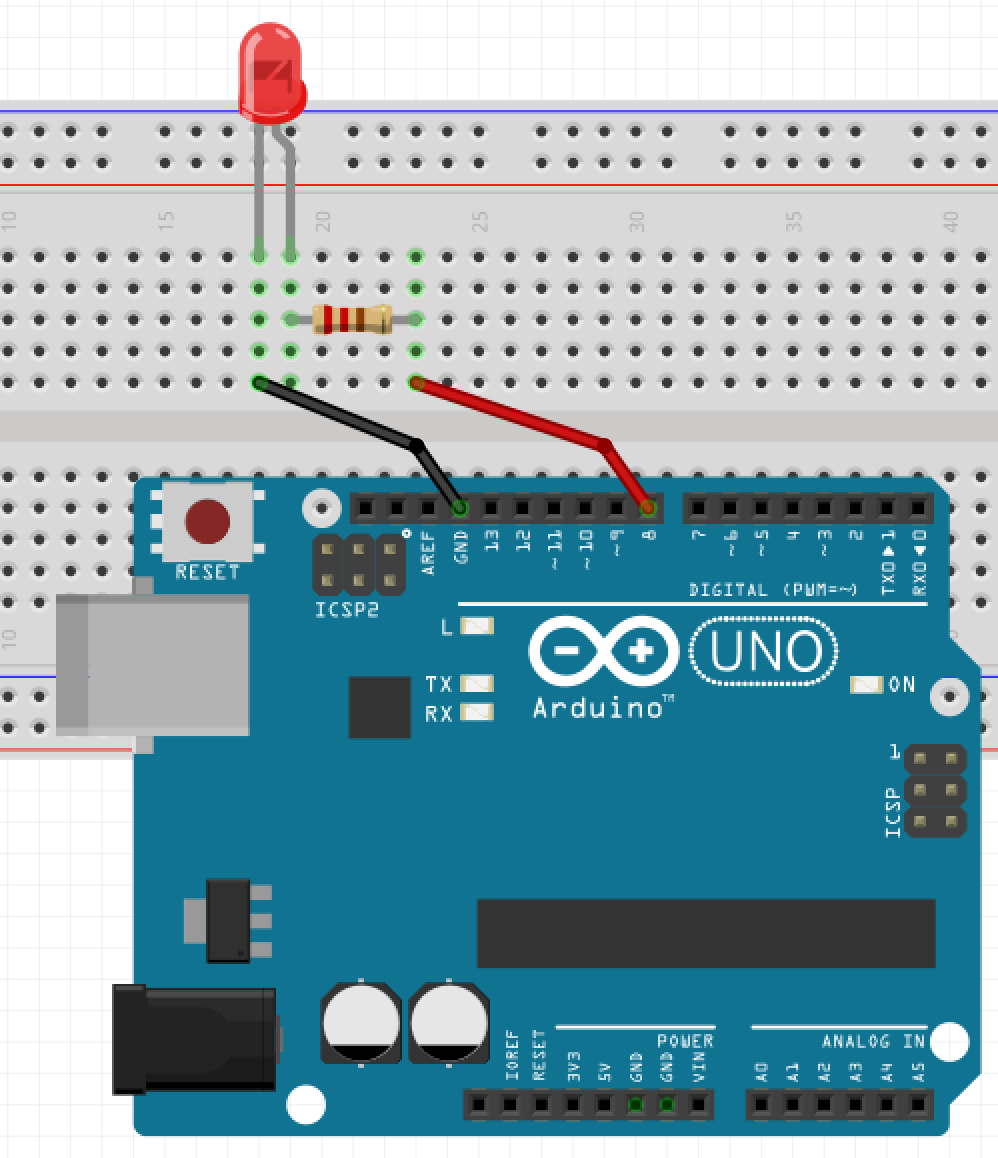 10
15
20
25
30
35
40
RESET
ICSP2
AREF
GND
13
12
~11
~10
~9
8
7
~6
~5
4
~3
2
TX0▶1
RX0◀0
DIGITAL (PWM=~)
L
TX
RX
UNO
Arduino™
ON
10
1
ICSP
IOREF
RESET
3V3
5V
GND
GND
VIN
POWER
ANALOG IN
A0
A1
A2
A3
A4
A5